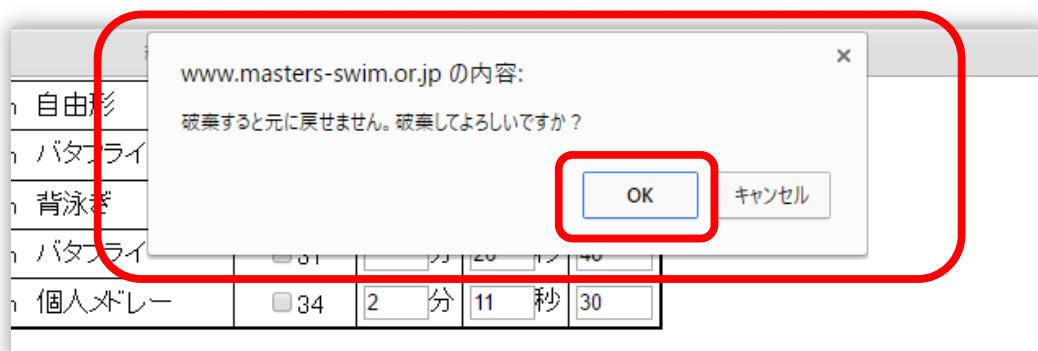 www.masters-swim.or.jp の内容:
破棄すると元に戻せません。破棄してよろしいですか？
OK キャンセル
自由形
バタフライ
背泳ぎ
バタフライ 31 分 秒
個人メドレー 34 2 分 11 秒 30